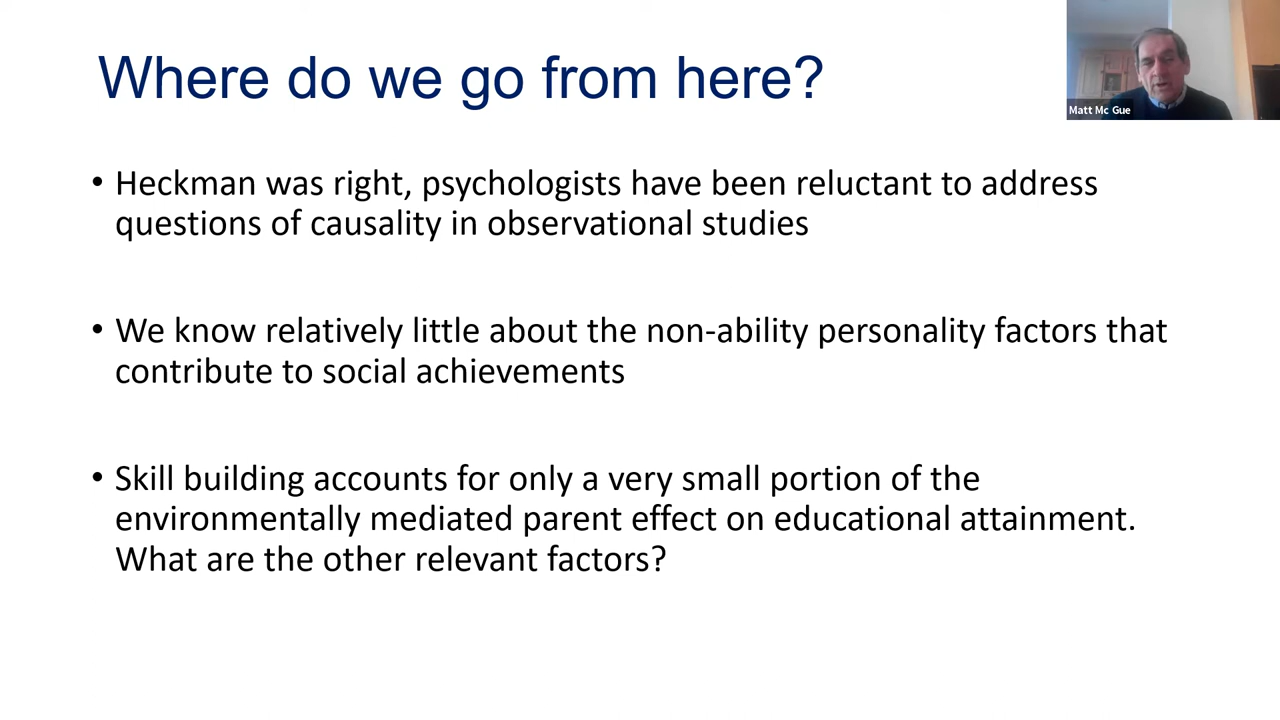 Where do we go from here?
Matt Mc Gue
• Heckman was right, psychologists have been reluctant to address
questions of causality in observational studies
• We know relatively little about the non-ability personality factors that
contribute to social achievements
• Skill building accounts for only a very small portion of the
environmentally mediated parent effect on educational attainment.
What are the other relevant factors?